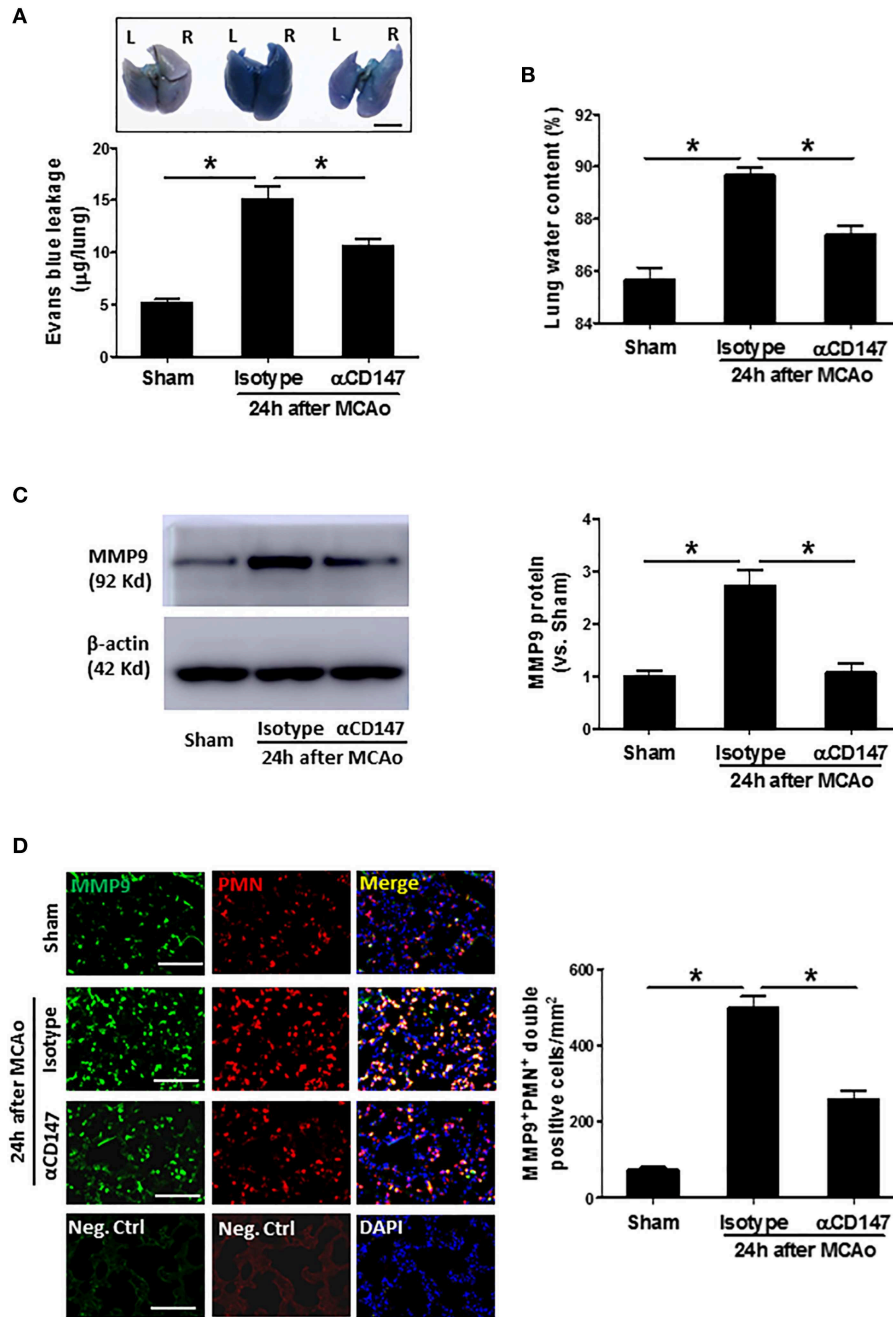 A
L R L R L R
Evans blue leakage
(μg/lung)
20
15
10
5
0
* *
Sham Isotype αCD147
24h after MCAo
B
Lung water content (%)
92
90
88
86
84
* *
Sham Isotype αCD147
24h after MCAo
C
MMP9
(92 Kd)
β-actin
(42 Kd)
Sham Isotype αCD147
24h after MCAo
MMP9 protein
(vs. Sham)
4
3
2
1
0
* *
Sham Isotype αCD147
24h after MCAo
D
MMP9 PMN Merge
Sham
24h after MCAo
Isotype
αCD147
Neg. Ctrl Neg. Ctrl DAPI
MMP9⁺PMN⁺ double
positive cells/mm²
600
400
200
0
* *
Sham Isotype αCD147
24h after MCAo